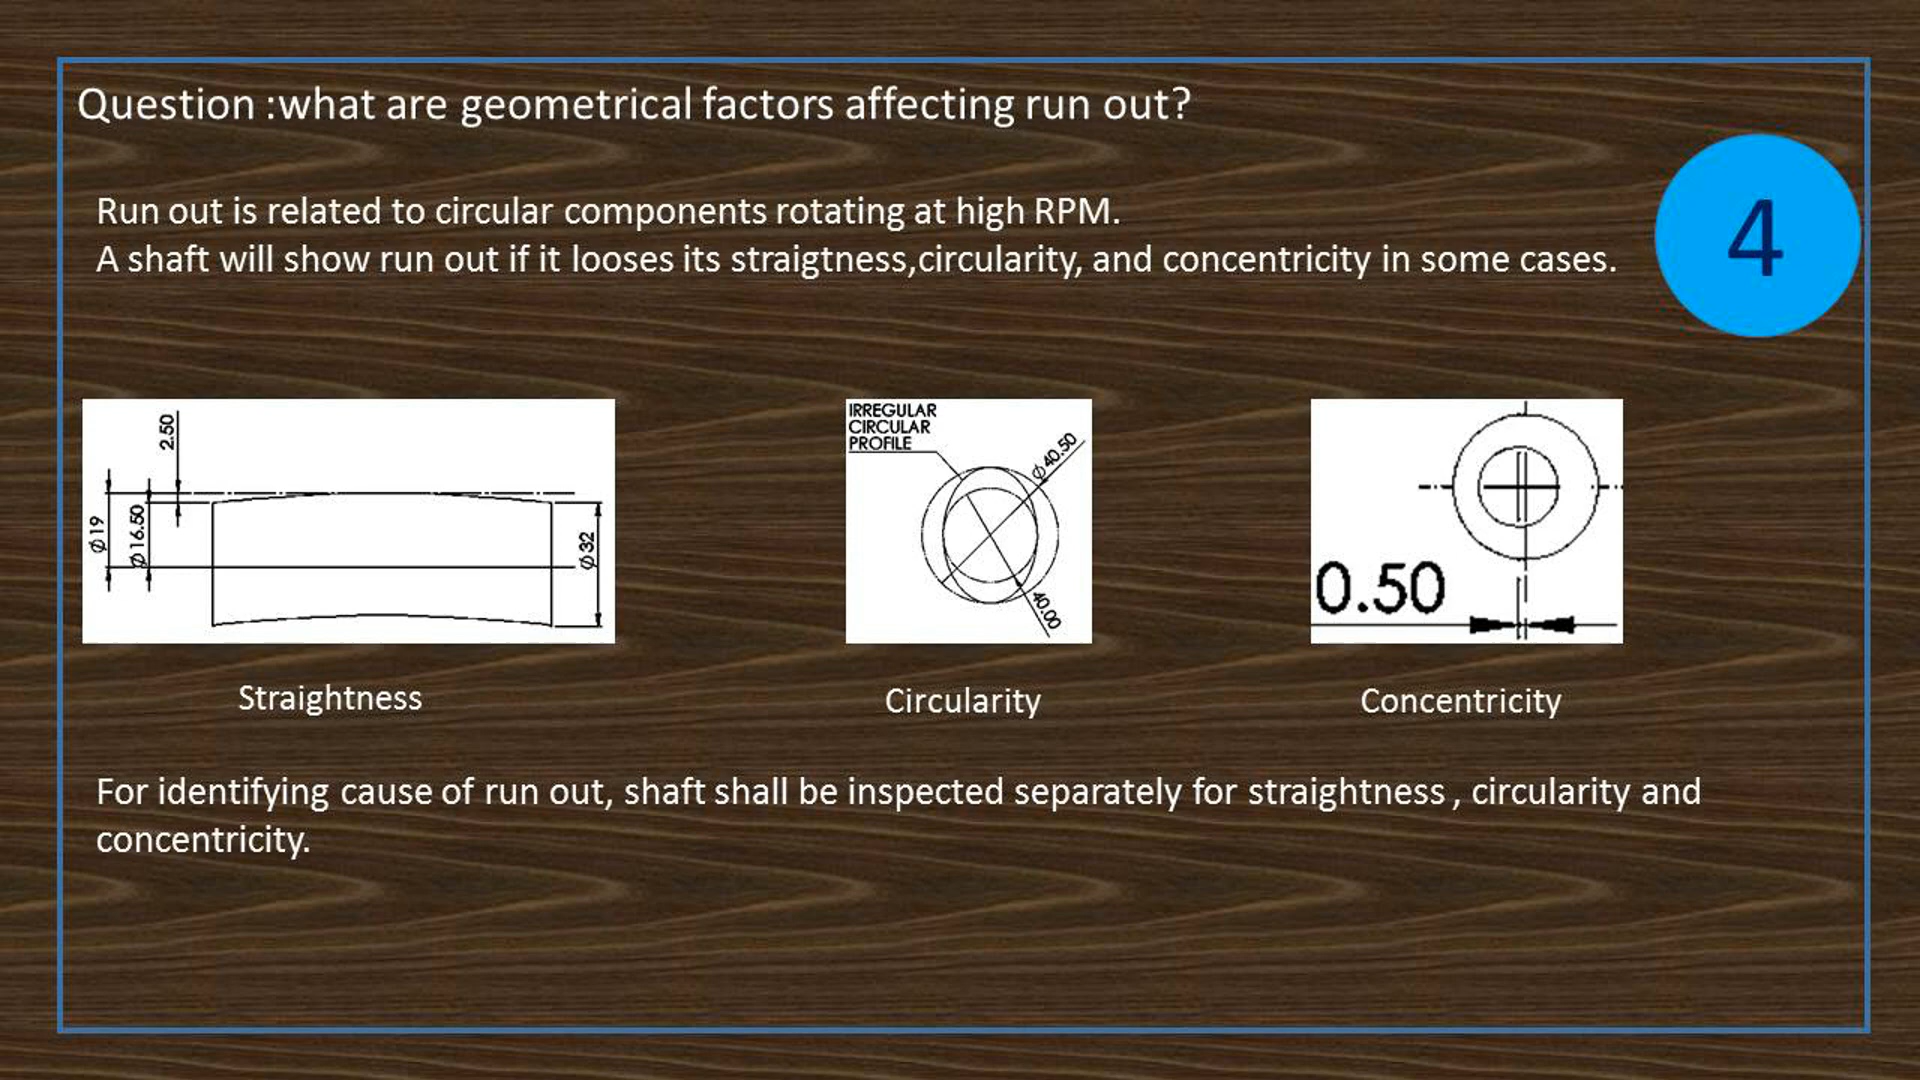 Question :what are geometrical factors affecting run out?
Run out is related to circular components rotating at high RPM.
A shaft will show run out if it looses its straigtness,circularity, and concentricity in some cases.
4
2.50
Ø19
Ø16.50
Ø32
IRREGULAR
CIRCULAR
PROFILE
Ø40.50
40.00
0.50
Straightness
Circularity
Concentricity
For identifying cause of run out, shaft shall be inspected separately for straightness , circularity and
concentricity.